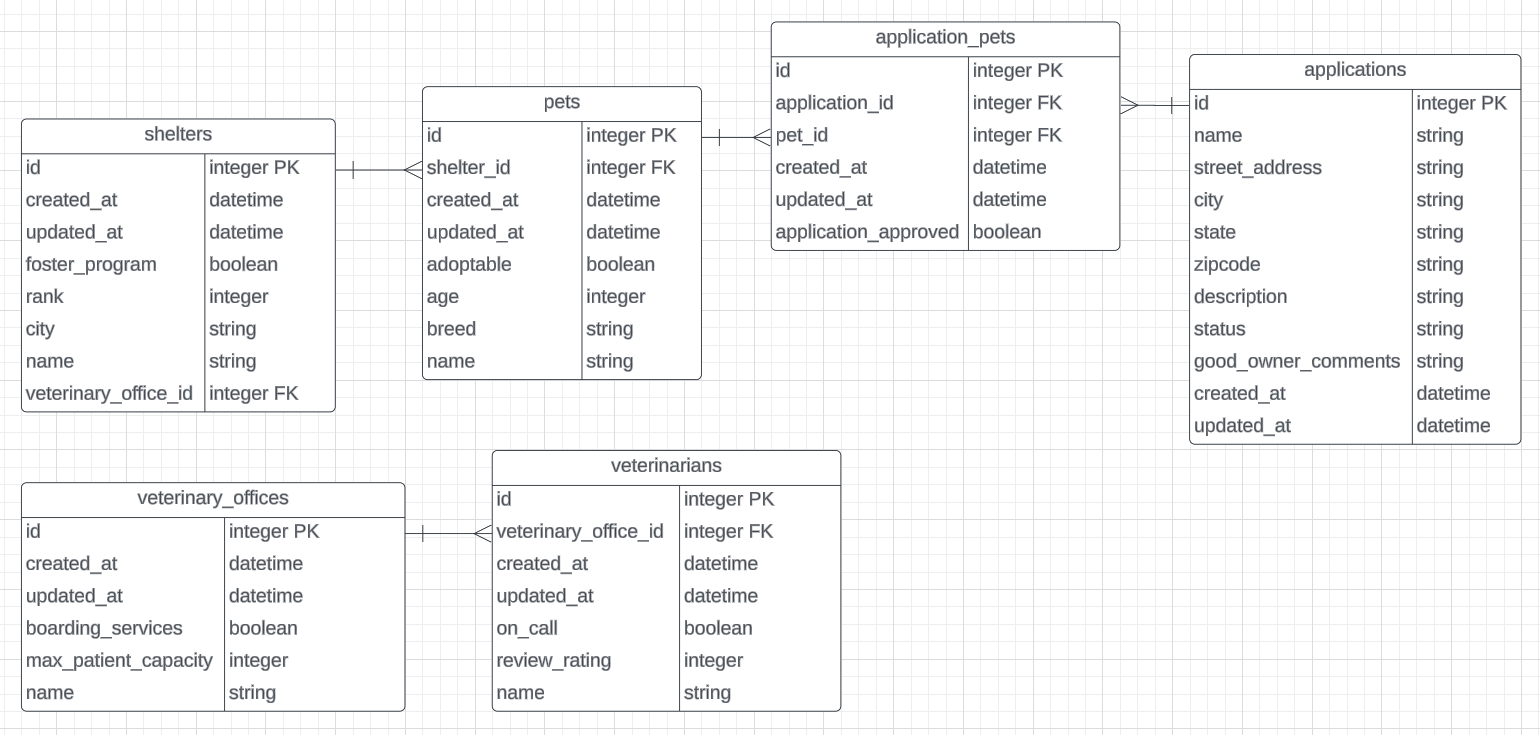 shelters
id integer PK
created_at datetime
updated_at datetime
foster_program boolean
rank integer
city string
name string
veterinary_office_id integer FK
pets
id integer PK
shelter_id integer FK
created_at datetime
updated_at datetime
adoptable boolean
age integer
breed string
name string
application_pets
id integer PK
application_id integer FK
pet_id integer FK
created_at datetime
updated_at datetime
application_approved boolean
applications
id integer PK
name string
street_address string
city string
state string
zipcode string
description string
status string
good_owner_comments string
created_at datetime
updated_at datetime
veterinary_offices
id integer PK
created_at datetime
updated_at datetime
boarding_services boolean
max_patient_capacity integer
name string
veterinarians
id integer PK
veterinary_office_id integer FK
created_at datetime
updated_at datetime
on_call boolean
review_rating integer
name string